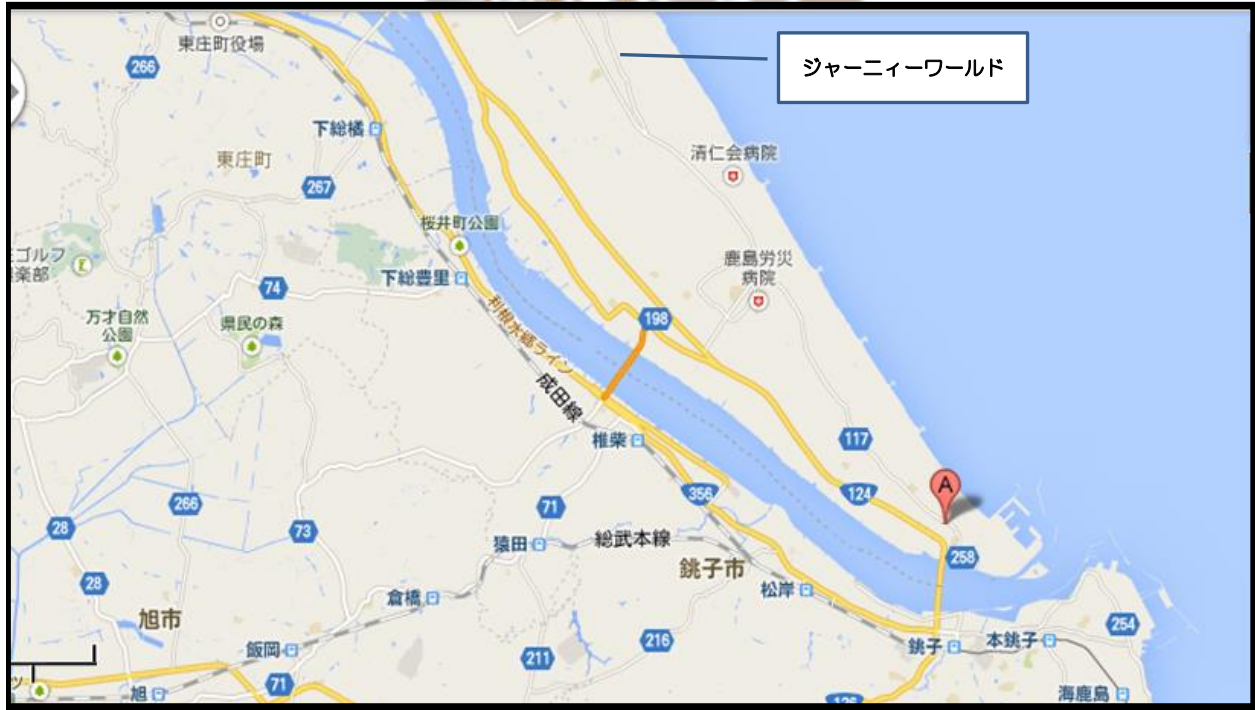 東庄町役場
266
ジャーニィーワールド
下総橘
東庄町
267
清仁会病院
桜井町公園
鹿島労災
病院
ゴルフ
楽部
下総豊里
74
万才自然
公園
県民の森
利根水郷ライン
198
成田線
椎柴
117
356
124
A
266
71
28
73
猿田
総武本線
258
銚子市
28
倉橋
松岸
旭市
254
216
飯岡
211
銚子
本銚子
71
ツ
旭
海鹿島